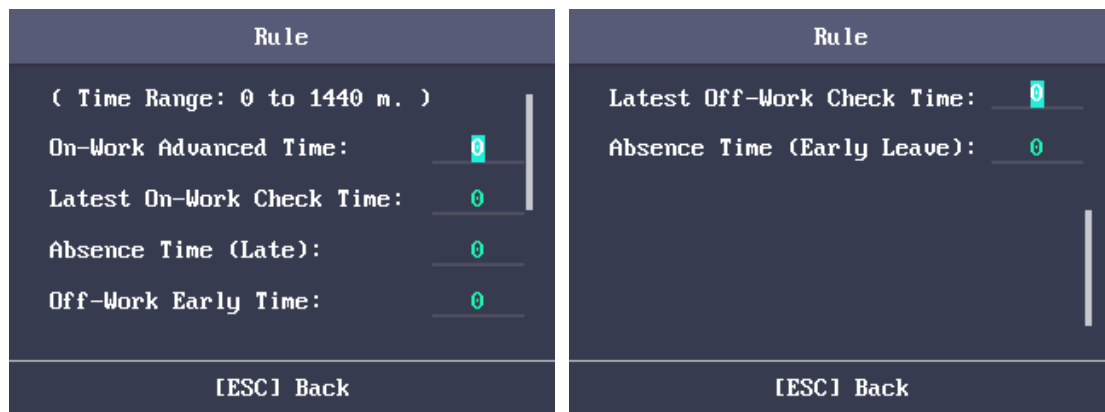 Rule
( Time Range: 0 to 1440 m. )
On-Work Advanced Time: 0
Latest On-Work Check Time: 0
Absence Time (Late): 0
Off-Work Early Time: 0
[ESC] Back
Rule
Latest Off-Work Check Time: 0
Absence Time (Early Leave): 0
[ESC] Back